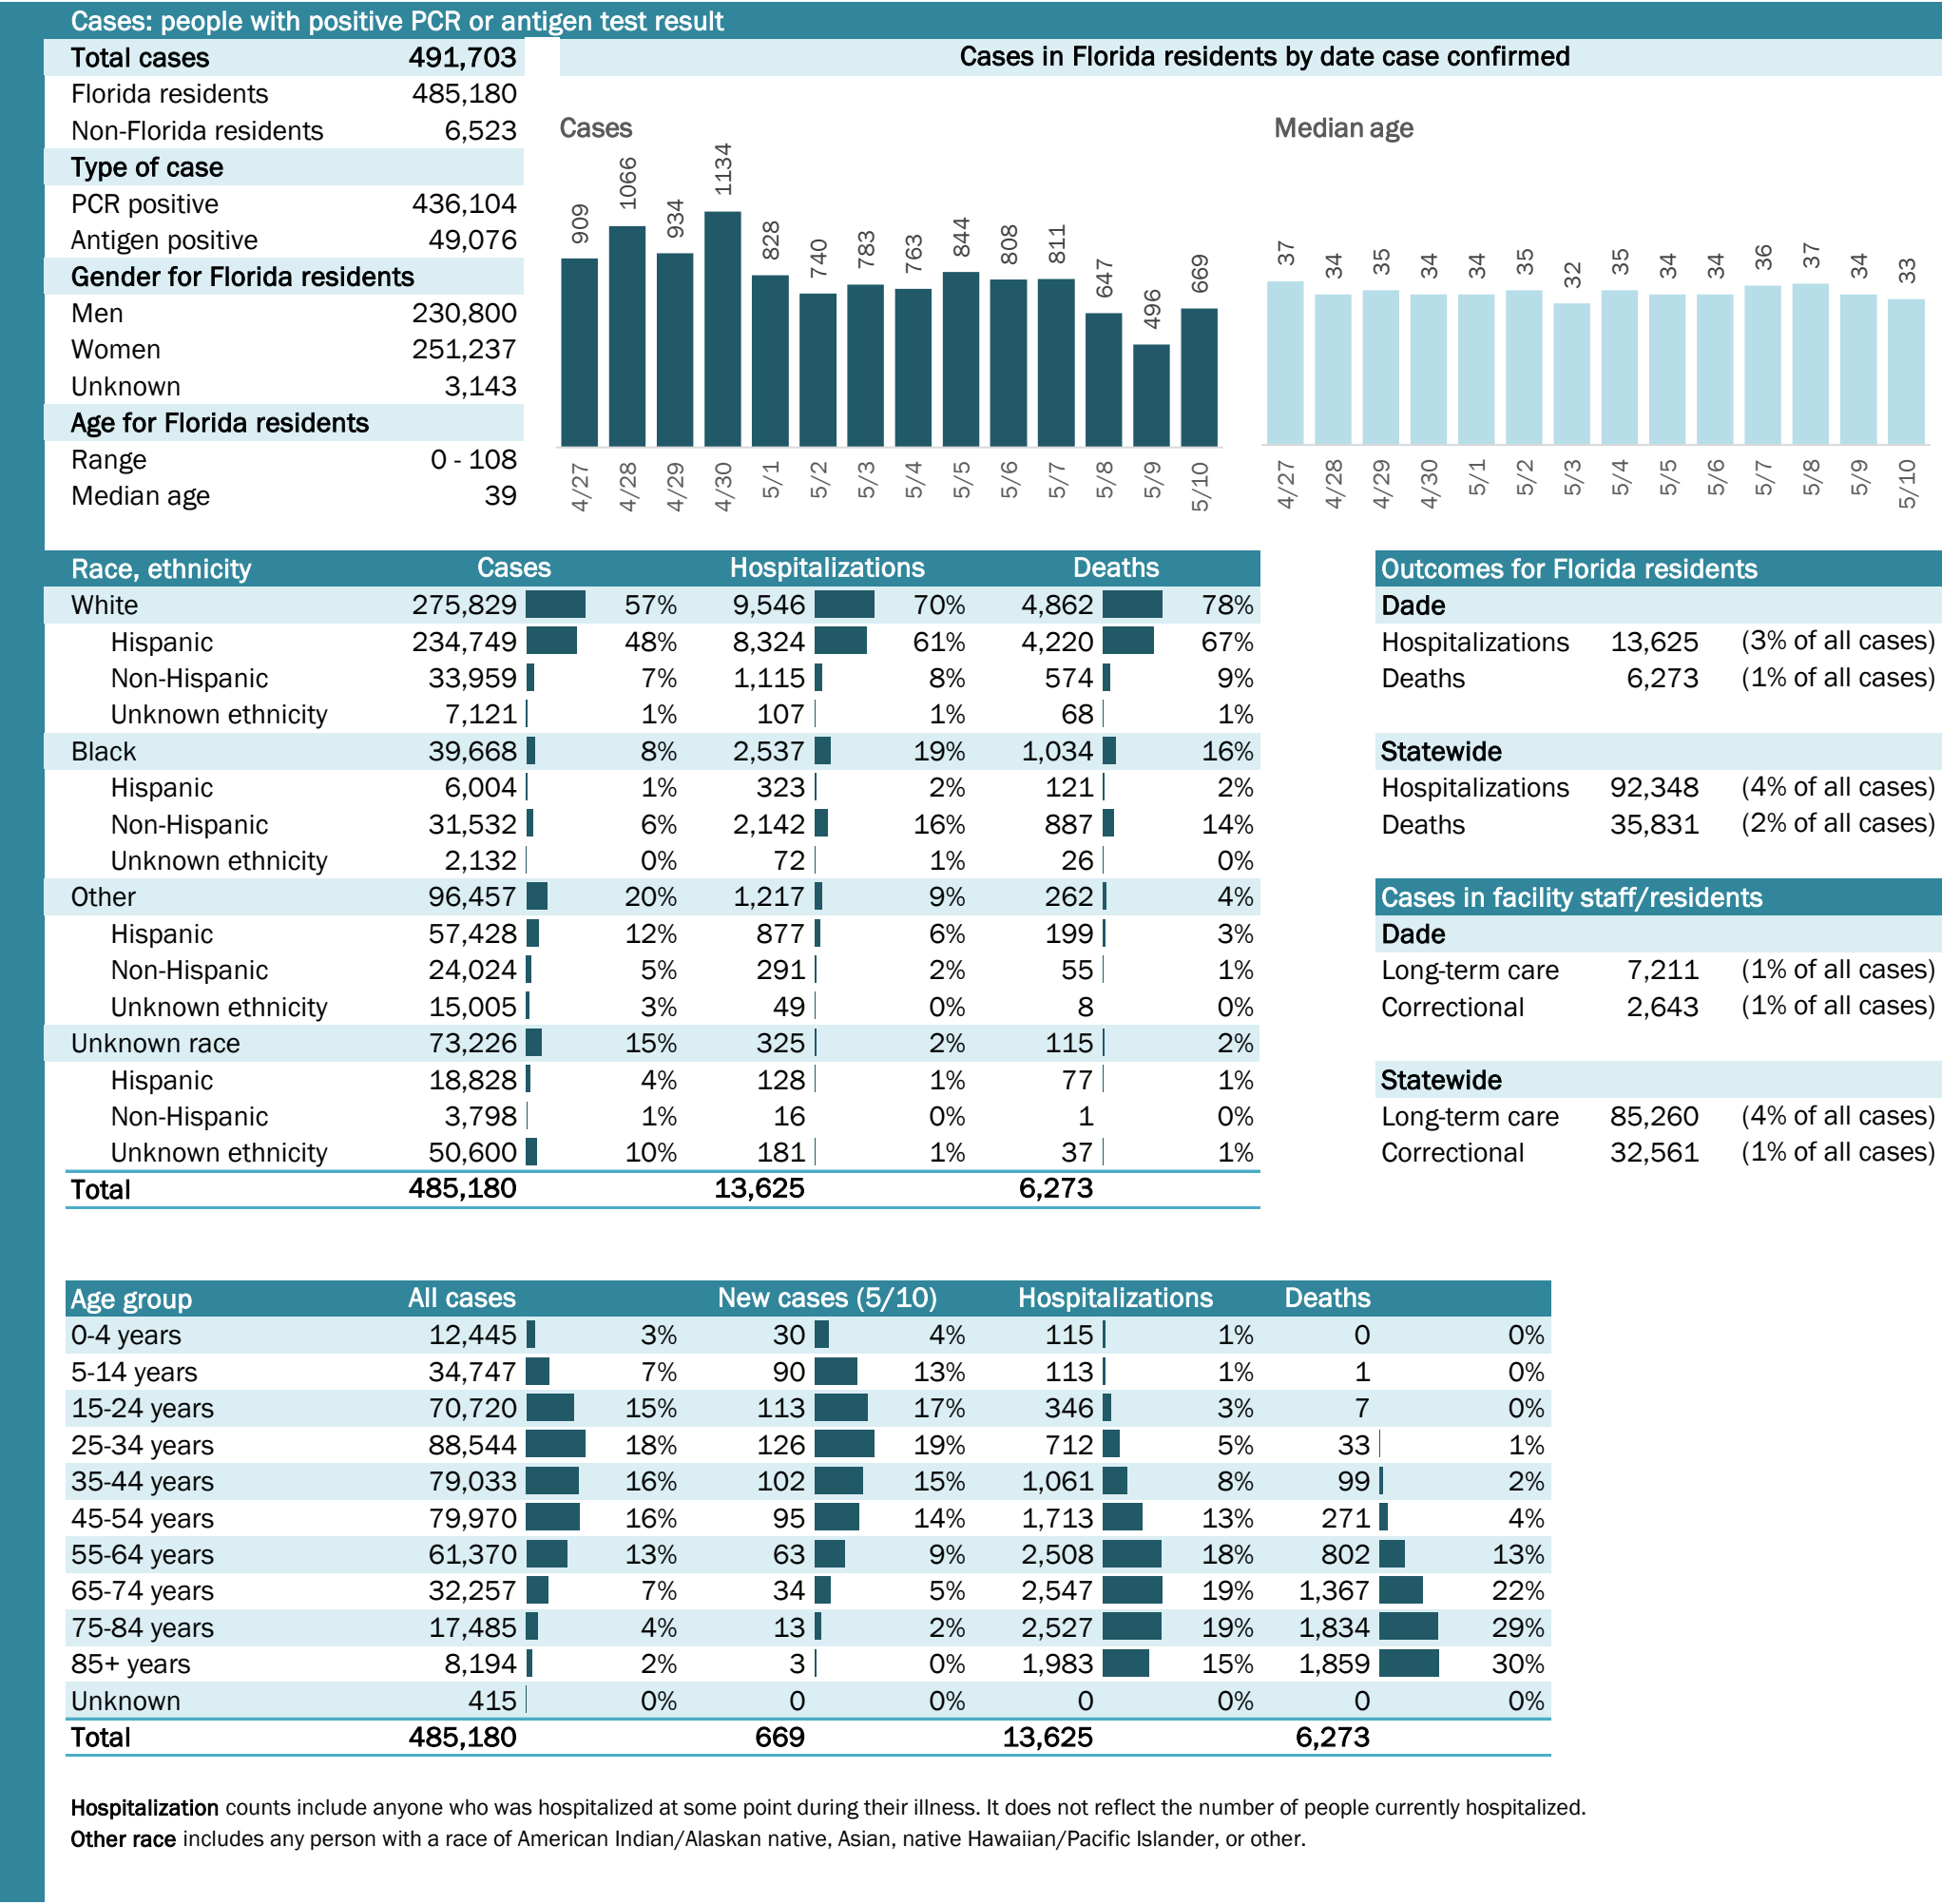 Cases: people with positive PCR or antigen test result
Total cases 491,703
Florida residents 485,180
Non-Florida residents 6,523
Type of case
PCR positive 436,104
Antigen positive 49,076
Gender for Florida residents
Men 230,800
Women 251,237
Unknown 3,143
Age for Florida residents
Range 0 - 108
Median age 39
Cases in Florida residents by date case confirmed
Cases
909 1066 934 1134 828 740 783 763 844 808 811 647 496 669
4/27 4/28 4/29 4/30 5/1 5/2 5/3 5/4 5/5 5/6 5/7 5/8 5/9 5/10
Median age
37 34 35 34 34 35 32 35 34 34 36 37 34 33
4/27 4/28 4/29 4/30 5/1 5/2 5/3 5/4 5/5 5/6 5/7 5/8 5/9 5/10
Race, ethnicity Cases Hospitalizations Deaths
White 275,829 57% 9,546 70% 4,862 78%
Hispanic 234,749 48% 8,324 61% 4,220 67%
Non-Hispanic 33,959 7% 1,115 8% 574 9%
Unknown ethnicity 7,121 1% 107 1% 68 1%
Black 39,668 8% 2,537 19% 1,034 16%
Hispanic 6,004 1% 323 2% 121 2%
Non-Hispanic 31,532 6% 2,142 16% 887 14%
Unknown ethnicity 2,132 0% 72 1% 26 0%
Other 96,457 20% 1,217 9% 262 4%
Hispanic 57,428 12% 877 6% 199 3%
Non-Hispanic 24,024 5% 291 2% 55 1%
Unknown ethnicity 15,005 3% 49 0% 8 0%
Unknown race 73,226 15% 325 2% 115 2%
Hispanic 18,828 4% 128 1% 77 1%
Non-Hispanic 3,798 1% 16 0% 1 0%
Unknown ethnicity 50,600 10% 181 1% 37 1%
Total 485,180 13,625 6,273
Outcomes for Florida residents
Dade
Hospitalizations 13,625 (3% of all cases)
Deaths 6,273 (1% of all cases)
Statewide
Hospitalizations 92,348 (4% of all cases)
Deaths 35,831 (2% of all cases)
Cases in facility staff/residents
Dade
Long-term care 7,211 (1% of all cases)
Correctional 2,643 (1% of all cases)
Statewide
Long-term care 85,260 (4% of all cases)
Correctional 32,561 (1% of all cases)
Age group All cases New cases (5/10) Hospitalizations Deaths
0-4 years 12,445 3% 30 4% 115 1% 0 0%
5-14 years 34,747 7% 90 13% 113 1% 1 0%
15-24 years 70,720 15% 113 17% 346 3% 7 0%
25-34 years 88,544 18% 126 19% 712 5% 33 1%
35-44 years 79,033 16% 102 15% 1,061 8% 99 2%
45-54 years 79,970 16% 95 14% 1,713 13% 271 4%
55-64 years 61,370 13% 63 9% 2,508 18% 802 13%
65-74 years 32,257 7% 34 5% 2,547 19% 1,367 22%
75-84 years 17,485 4% 13 2% 2,527 19% 1,834 29%
85+ years 8,194 2% 3 0% 1,983 15% 1,859 30%
Unknown 415 0% 0 0% 0 0% 0 0%
Total 485,180 669 13,625 6,273
Hospitalization counts include anyone who was hospitalized at some point during their illness. It does not reflect the number of people currently hospitalized.
Other race includes any person with a race of American Indian/Alaskan native, Asian, native Hawaiian/Pacific Islander, or other.